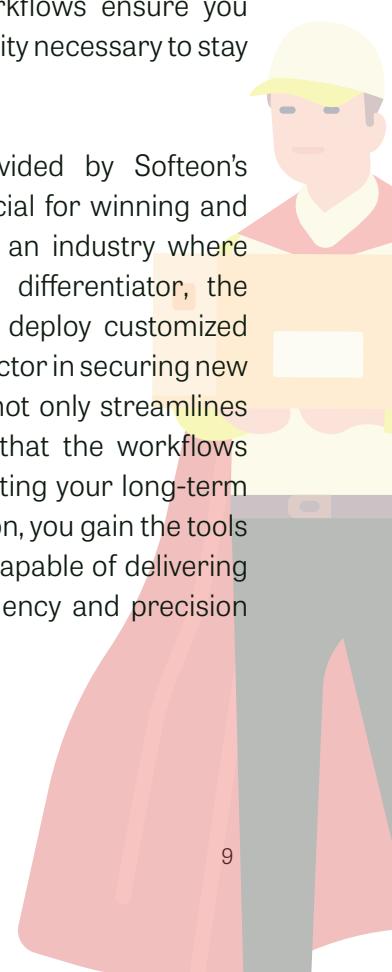 rkflows ensure you
ity necessary to stay
vided by Softeon's
cial for winning and
an industry where
differentiator, the
deploy customized
ctor in securing new
not only streamlines
that the workflows
ting your long-term
on, you gain the tools
apable of delivering
ency and precision
9